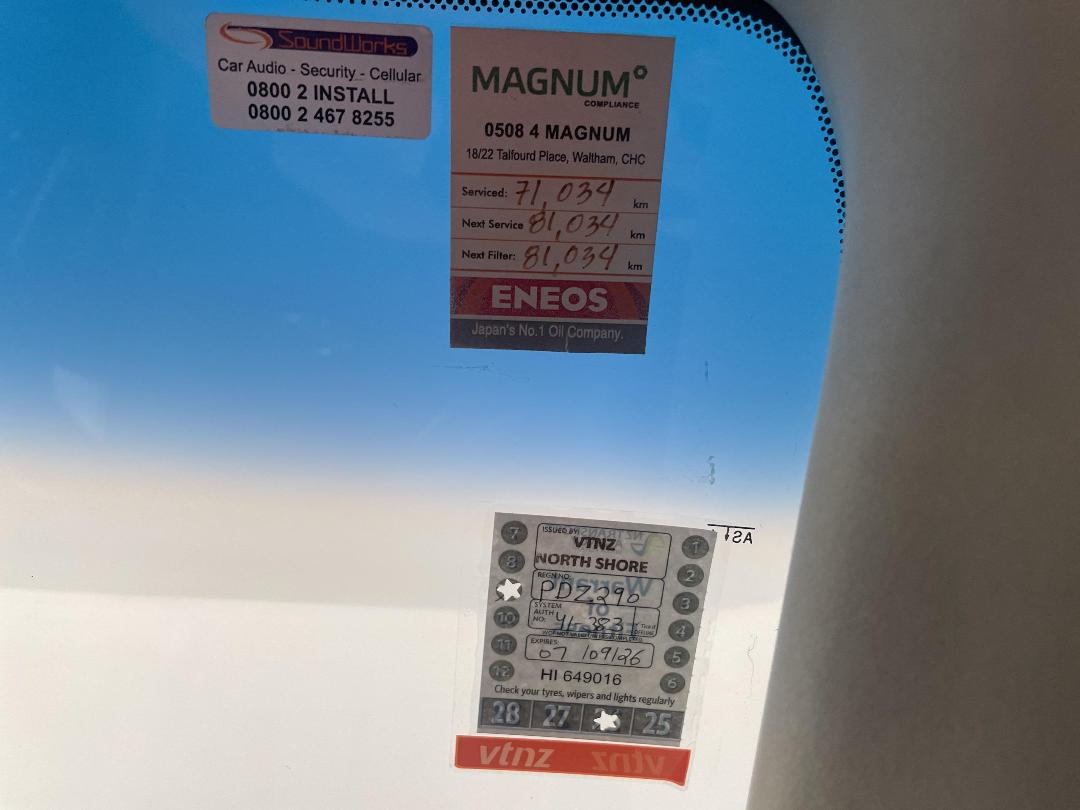 SoundWorks
Car Audio - Security - Cellular
0800 2 INSTALL
0800 2 467 8255
MAGNUM
COMPLIANCE
0508 4 MAGNUM
18/22 Talfourd Place, Waltham, CHC
Serviced: 71,034 km
Next Service 81,034 km
Next Filter: 81,034 km
ENEOS
Japan's No.1 Oil Company.
AS1
7
8
10
11
12
ISSUED BY:
VTNZ
NORTH SHORE
REGN NO:
PDZ290
SYSTEM
AUTH
NO:
EXPIRES:
07/09/26
HI 649016
1
2
3
4
5
6
Check your tyres, wipers and lights regularly
28 27 25
vtnz vtnz